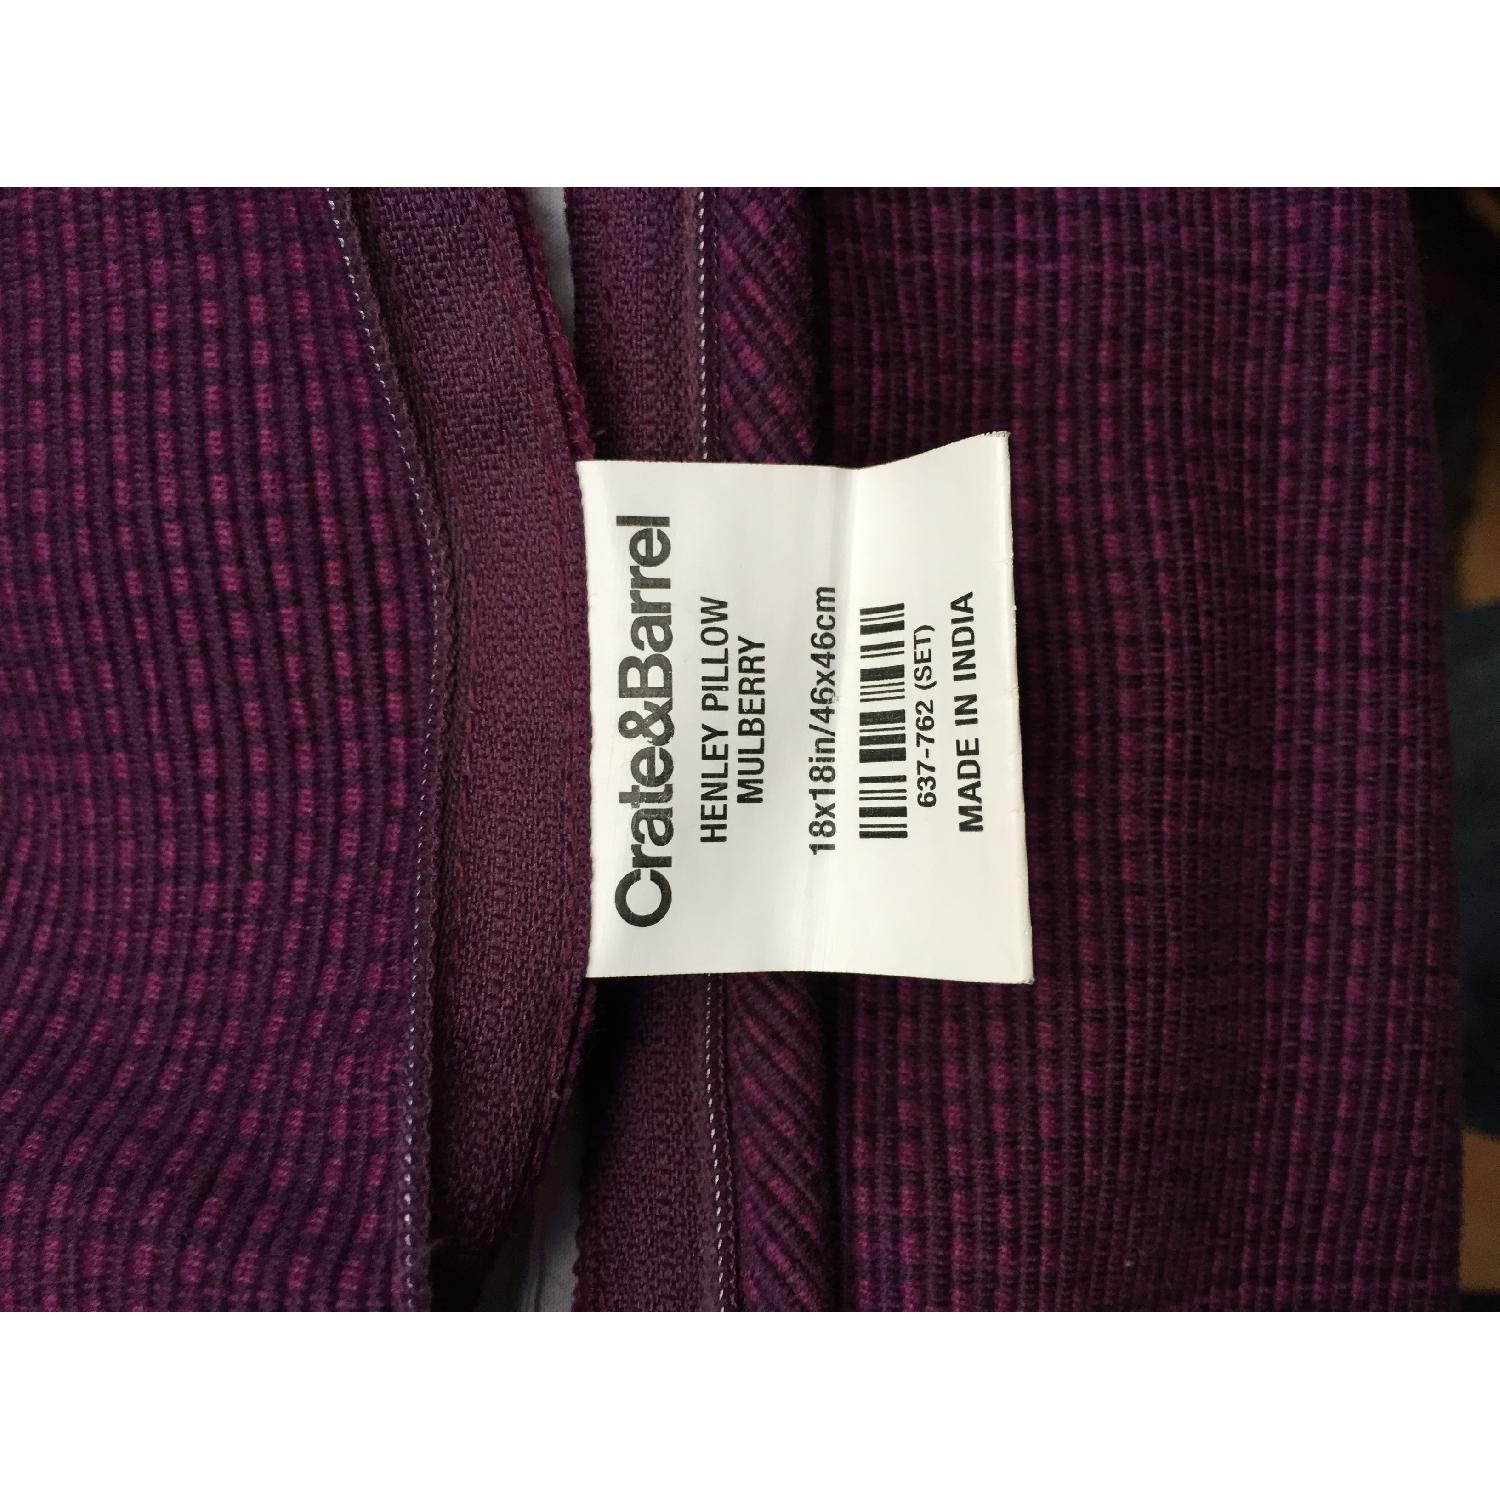 Crate&Barrel
HENLEY PILLOW
MULBERRY
18x18in/46x46cm
637-762 (SET)
MADE IN INDIA